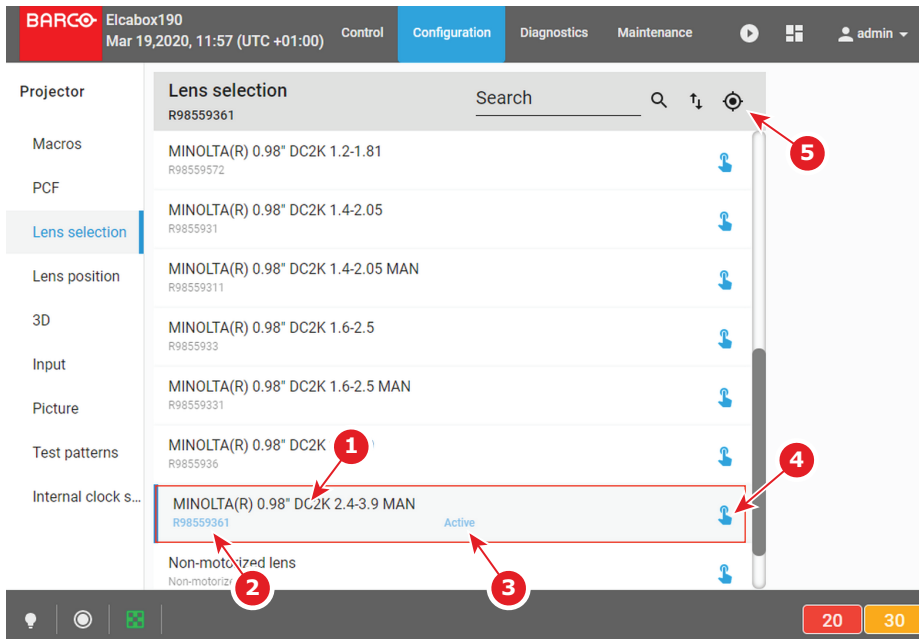 BARCO
Elcabox190
Mar 19,2020, 11:57 (UTC +01:00)
Control
Configuration
Diagnostics
Maintenance
admin
Projector
Macros
PCF
Lens selection
Lens position
3D
Input
Picture
Test patterns
Internal clock s...
Lens selection
R98559361
Search
5
MINOLTA(R) 0.98" DC2K 1.2-1.81
R98559572
MINOLTA(R) 0.98" DC2K 1.4-2.05
R9855931
MINOLTA(R) 0.98" DC2K 1.4-2.05 MAN
R98559311
MINOLTA(R) 0.98" DC2K 1.6-2.5
R9855933
MINOLTA(R) 0.98" DC2K 1.6-2.5 MAN
R98559331
MINOLTA(R) 0.98" DC2K
1
R9855936
4
MINOLTA(R) 0.98" DC2K 2.4-3.9 MAN
R98559361
Active
Non-motorized lens
2
3
20
30